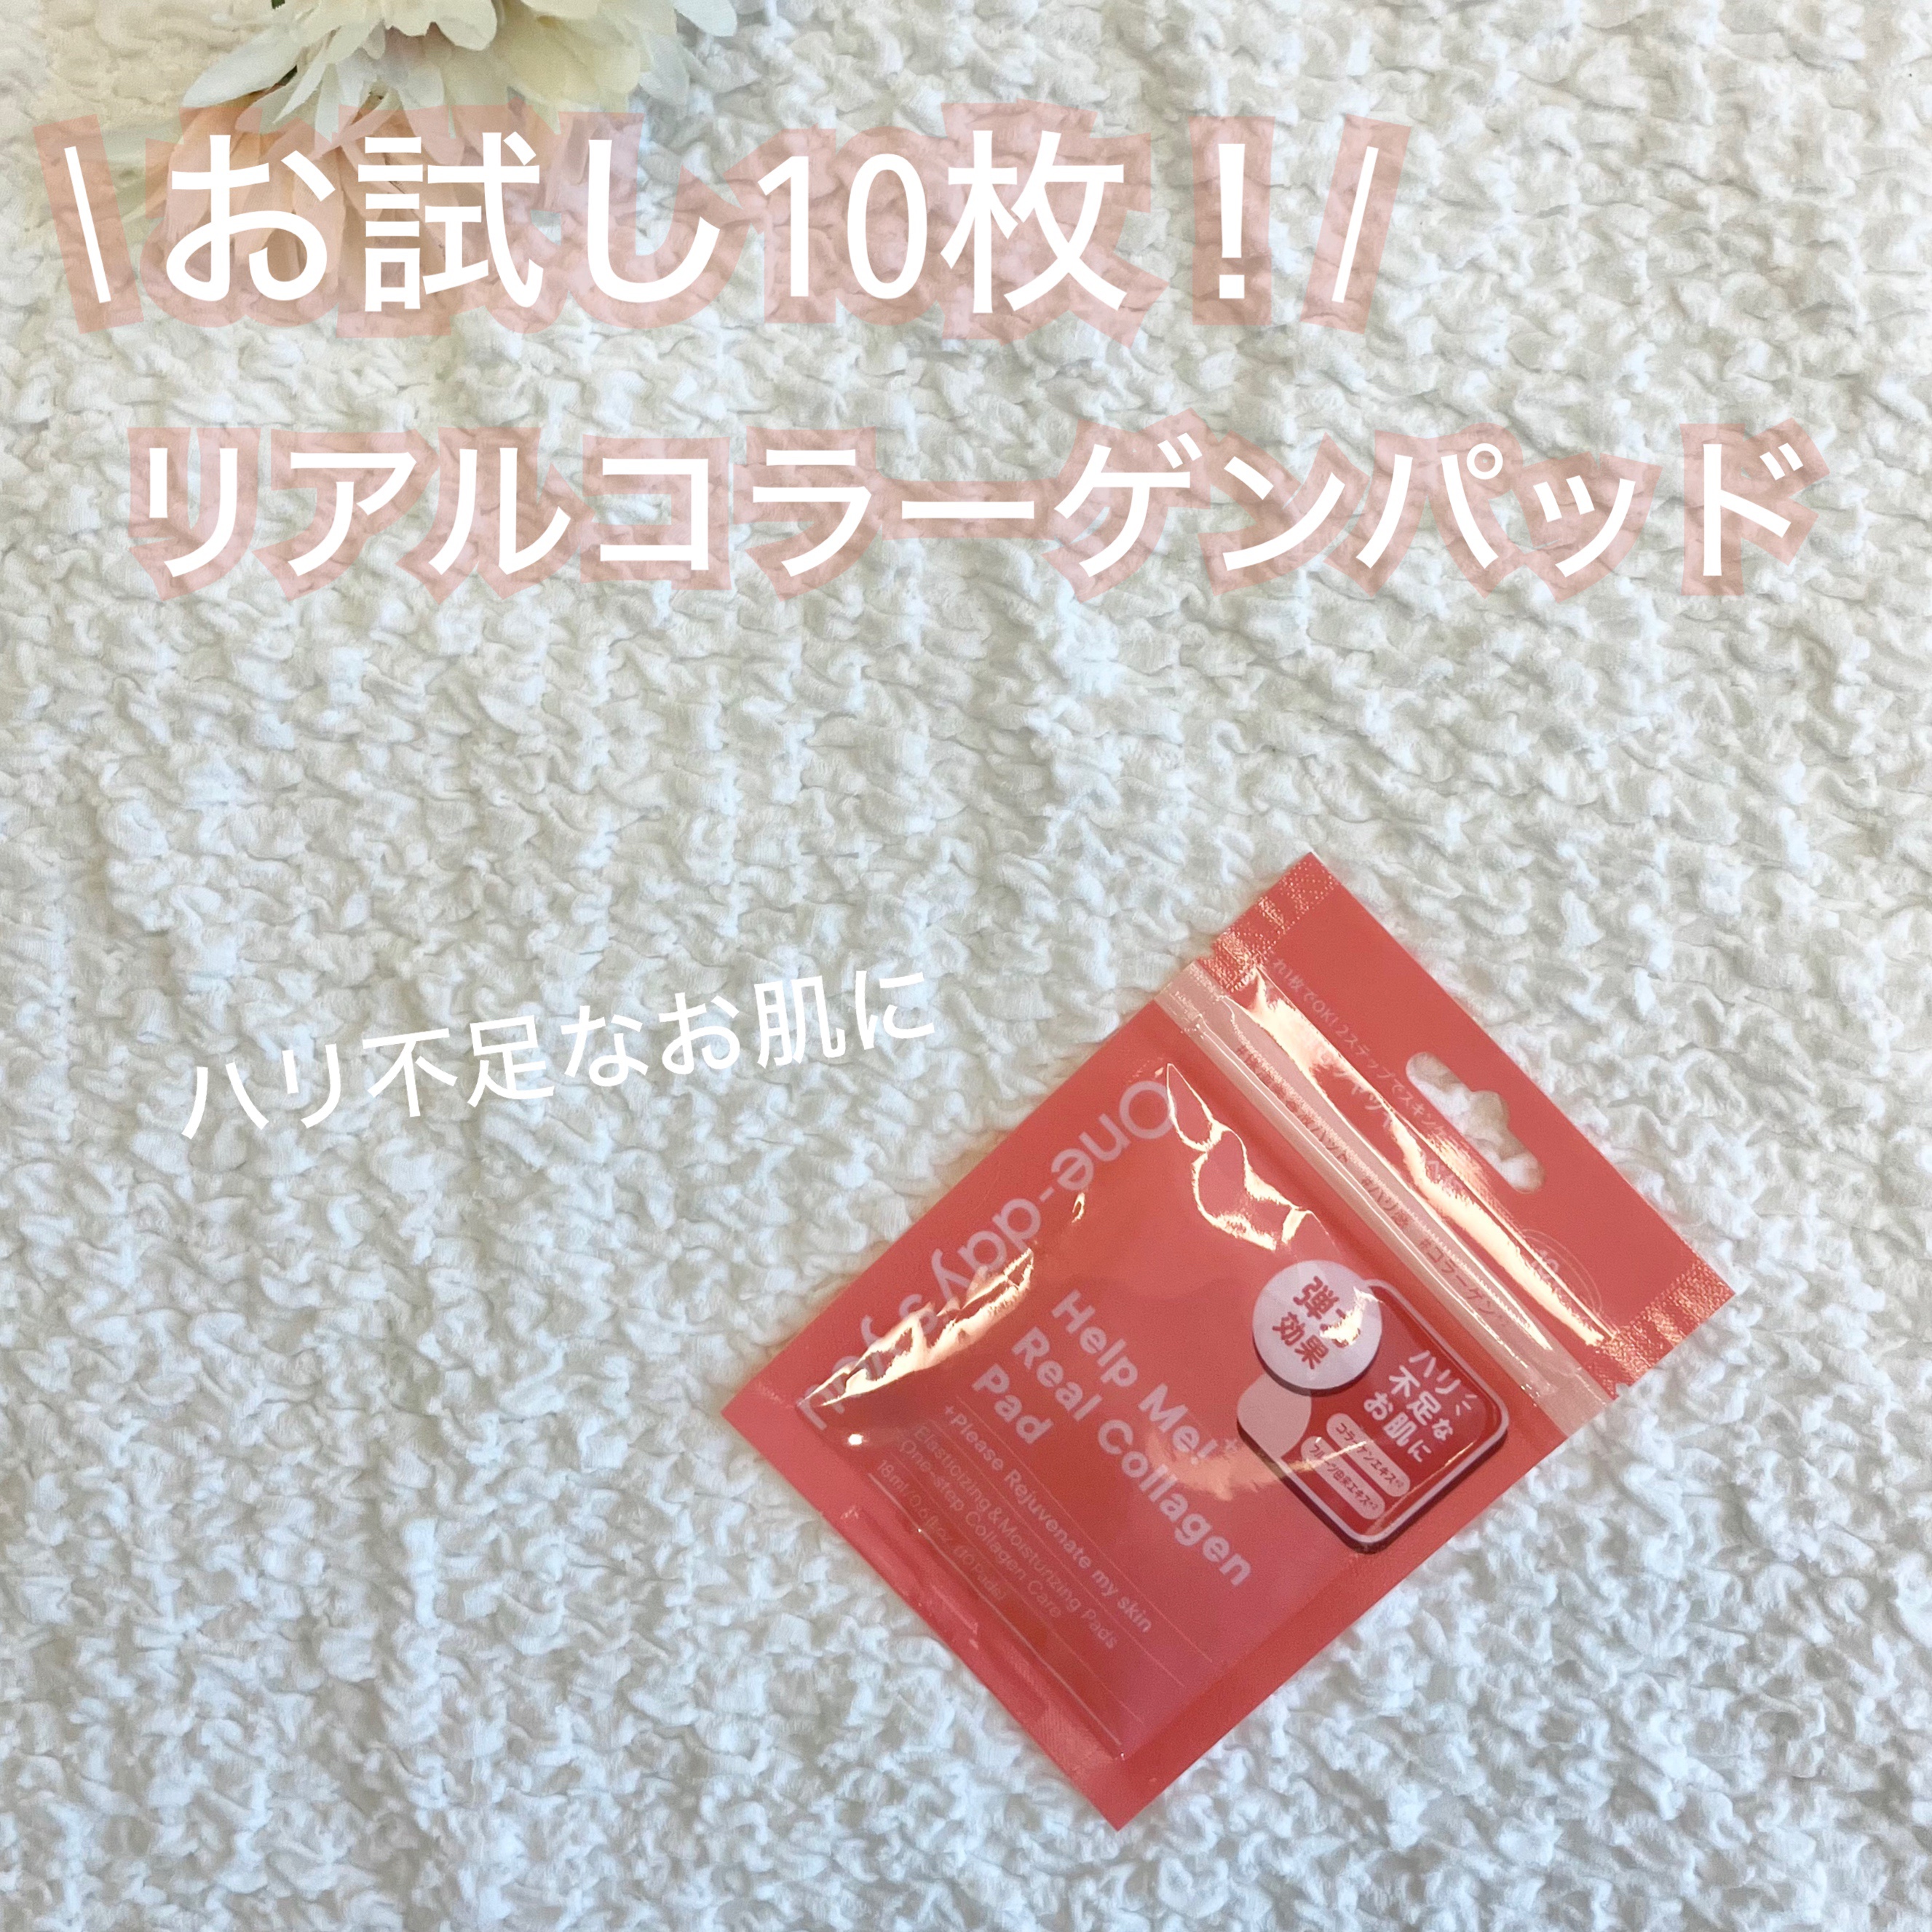 \お試し10枚！/
リアルコラーゲンパッド
ハリ不足なお肌に
One-day's you
Help Me!
Real Collagen
Pad
+Please Rejuvenate my skin
Elasticizing&Moisturizing Pads
One-step Collagen Care
弾力
効果
ハリ
不足な
お肌に
コラーゲンエキス